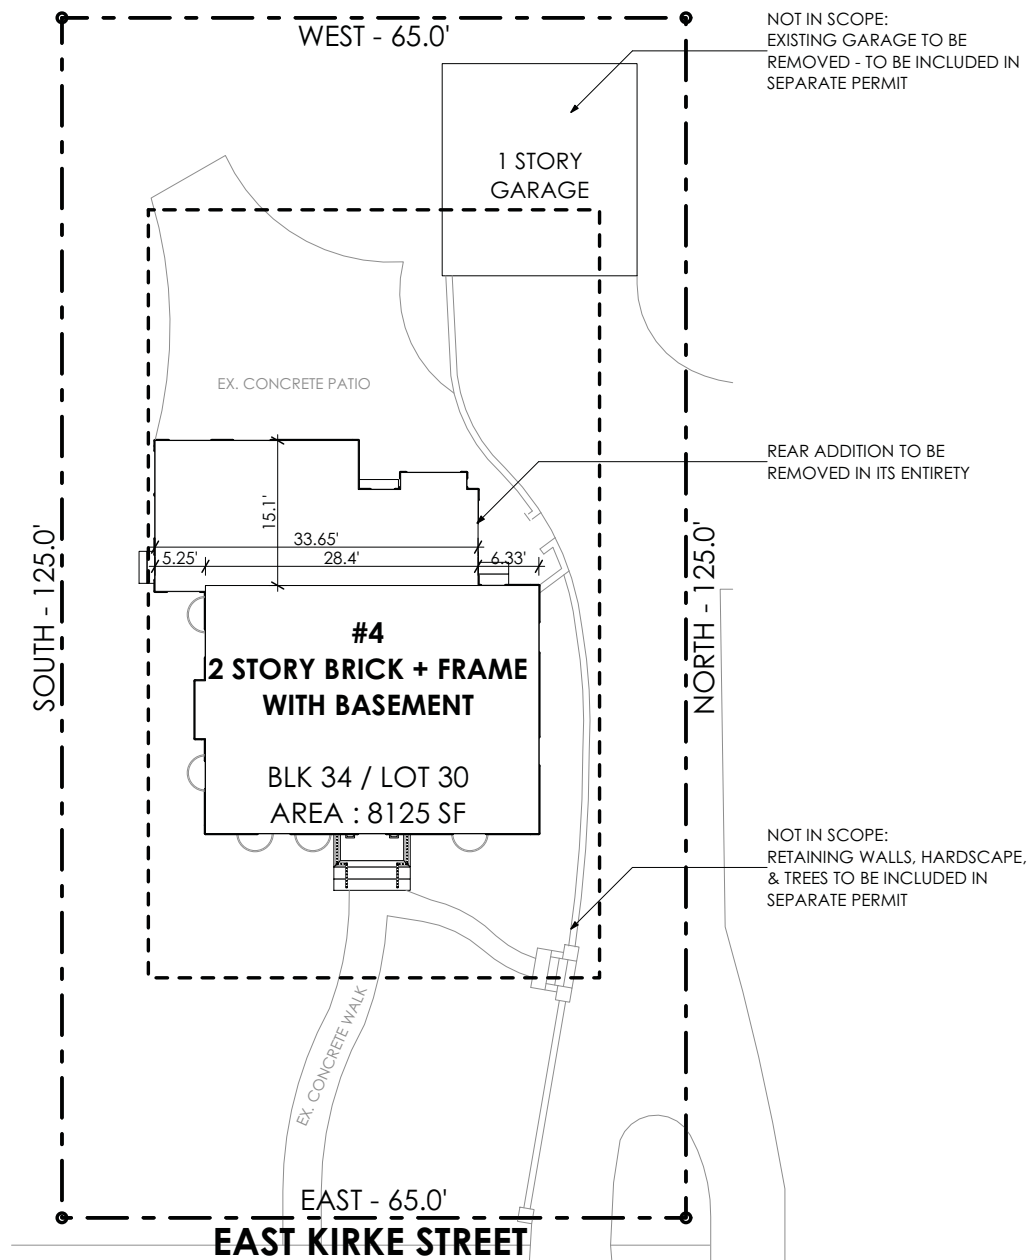 WEST - 65.0'
NOT IN SCOPE:
EXISTING GARAGE TO BE
REMOVED - TO BE INCLUDED IN
SEPARATE PERMIT
1 STORY
GARAGE
EX. CONCRETE PATIO
REAR ADDITION TO BE
REMOVED IN ITS ENTIRETY
15.1'
33.65'
5.25'
28.4'
6.33'
SOUTH - 125.0'
NORTH - 125.0'
#4
2 STORY BRICK + FRAME
WITH BASEMENT
BLK 34 / LOT 30
AREA : 8125 SF
NOT IN SCOPE:
RETAINING WALLS, HARDSCAPE,
& TREES TO BE INCLUDED IN
SEPARATE PERMIT
EX. CONCRETE WALK
EAST - 65.0'
EAST KIRKE STREET